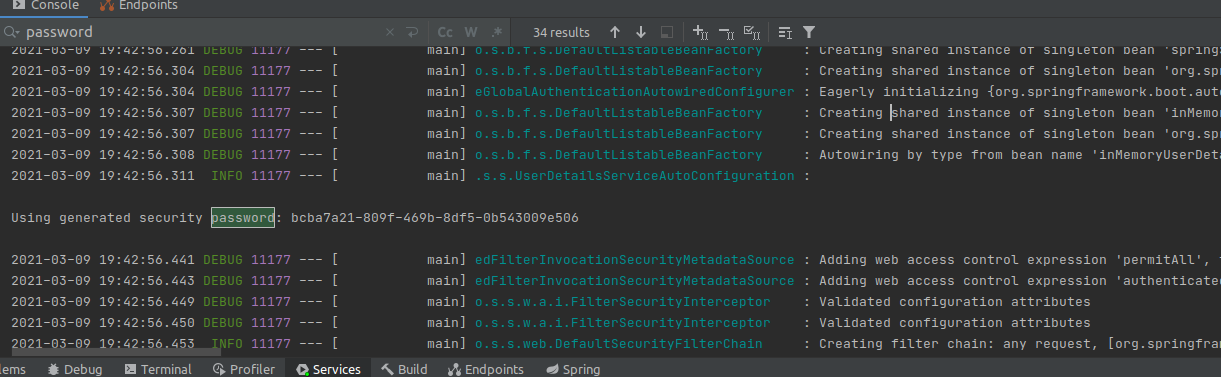 Console Endpoints
password Cc W .* 34 results
2021-03-09 19:42:56.261 DEBUG 11177 --- [ main] o.s.b.f.s.DefaultListableBeanFactory : Creating shared instance of singleton bean 'springS
2021-03-09 19:42:56.304 DEBUG 11177 --- [ main] o.s.b.f.s.DefaultListableBeanFactory : Creating shared instance of singleton bean 'org.spr
2021-03-09 19:42:56.304 DEBUG 11177 --- [ main] eGlobalAuthenticationAutowiredConfigurer : Eagerly initializing {org.springframework.boot.auto
2021-03-09 19:42:56.307 DEBUG 11177 --- [ main] o.s.b.f.s.DefaultListableBeanFactory : Creating shared instance of singleton bean 'inMemor
2021-03-09 19:42:56.307 DEBUG 11177 --- [ main] o.s.b.f.s.DefaultListableBeanFactory : Creating shared instance of singleton bean 'org.spr
2021-03-09 19:42:56.308 DEBUG 11177 --- [ main] o.s.b.f.s.DefaultListableBeanFactory : Autowiring by type from bean name 'inMemoryUserDeta
2021-03-09 19:42:56.311 INFO 11177 --- [ main] .s.s.UserDetailsServiceAutoConfiguration :
Using generated security password: bcba7a21-809f-469b-8df5-0b543009e506
2021-03-09 19:42:56.441 DEBUG 11177 --- [ main] edFilterInvocationSecurityMetadataSource : Adding web access control expression 'permitAll',
2021-03-09 19:42:56.443 DEBUG 11177 --- [ main] edFilterInvocationSecurityMetadataSource : Adding web access control expression 'authenticated
2021-03-09 19:42:56.449 DEBUG 11177 --- [ main] o.s.s.w.a.i.FilterSecurityInterceptor : Validated configuration attributes
2021-03-09 19:42:56.450 DEBUG 11177 --- [ main] o.s.s.w.a.i.FilterSecurityInterceptor : Validated configuration attributes
2021-03-09 19:42:56.453 INFO 11177 --- [ main] o.s.s.web.DefaultSecurityFilterChain : Creating filter chain: any request, [org.springfram
lems Debug Terminal Profiler Services Build Endpoints Spring